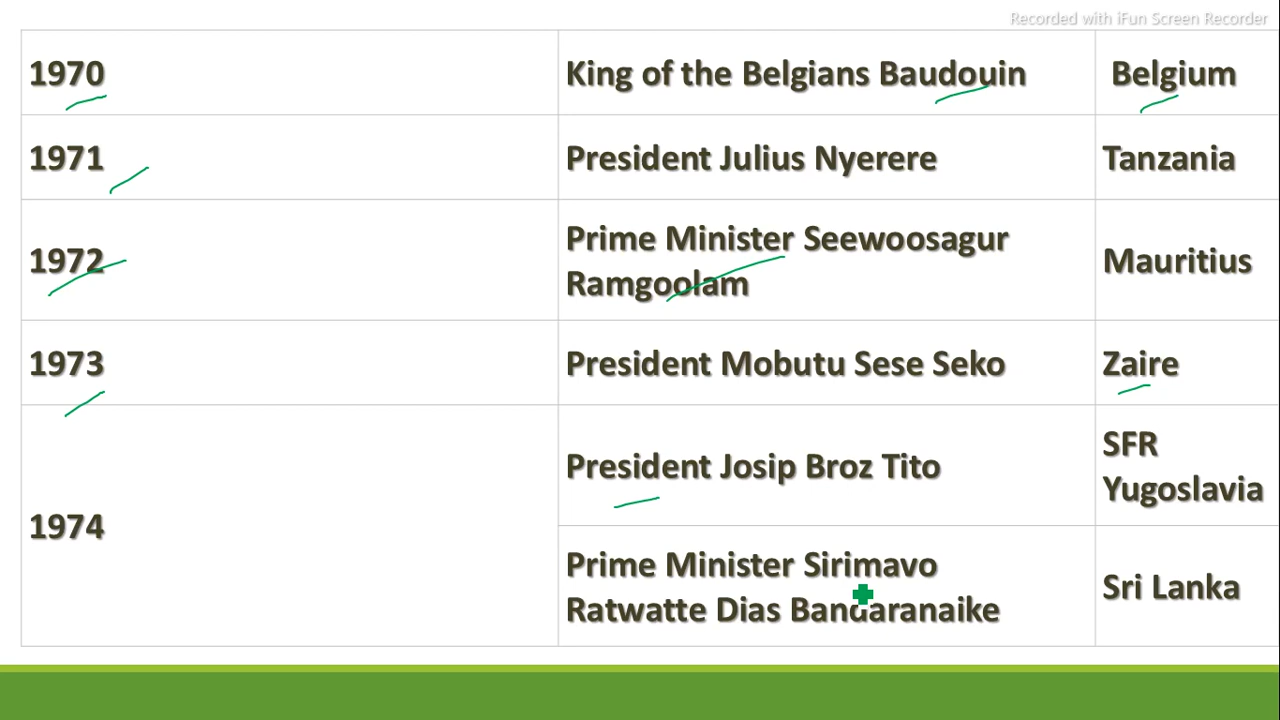 Recorded with iFun Screen Recorder
1970
King of the Belgians Baudouin
Belgium
1971
President Julius Nyerere
Tanzania
1972
Prime Minister Seewoosagur
Ramgoolam
Mauritius
1973
President Mobutu Sese Seko
Zaire
1974
President Josip Broz Tito
SFR
Yugoslavia
Prime Minister Sirimavo
Ratwatte Dias Bandaranaike
Sri Lanka